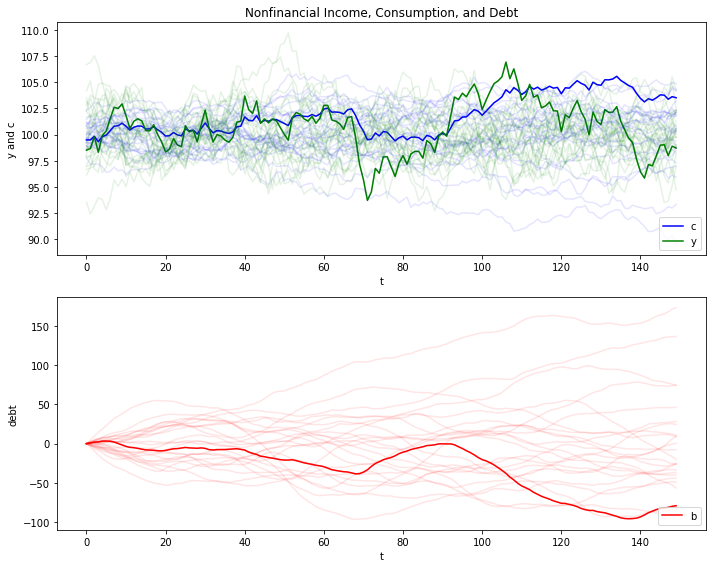 Nonfinancial Income, Consumption, and Debt
110.0
107.5
105.0
102.5
100.0
97.5
95.0
92.5
90.0
y and c
c
y
0 20 40 60 80 100 120 140
t
150
100
50
0
−50
−100
debt
b
0 20 40 60 80 100 120 140
t